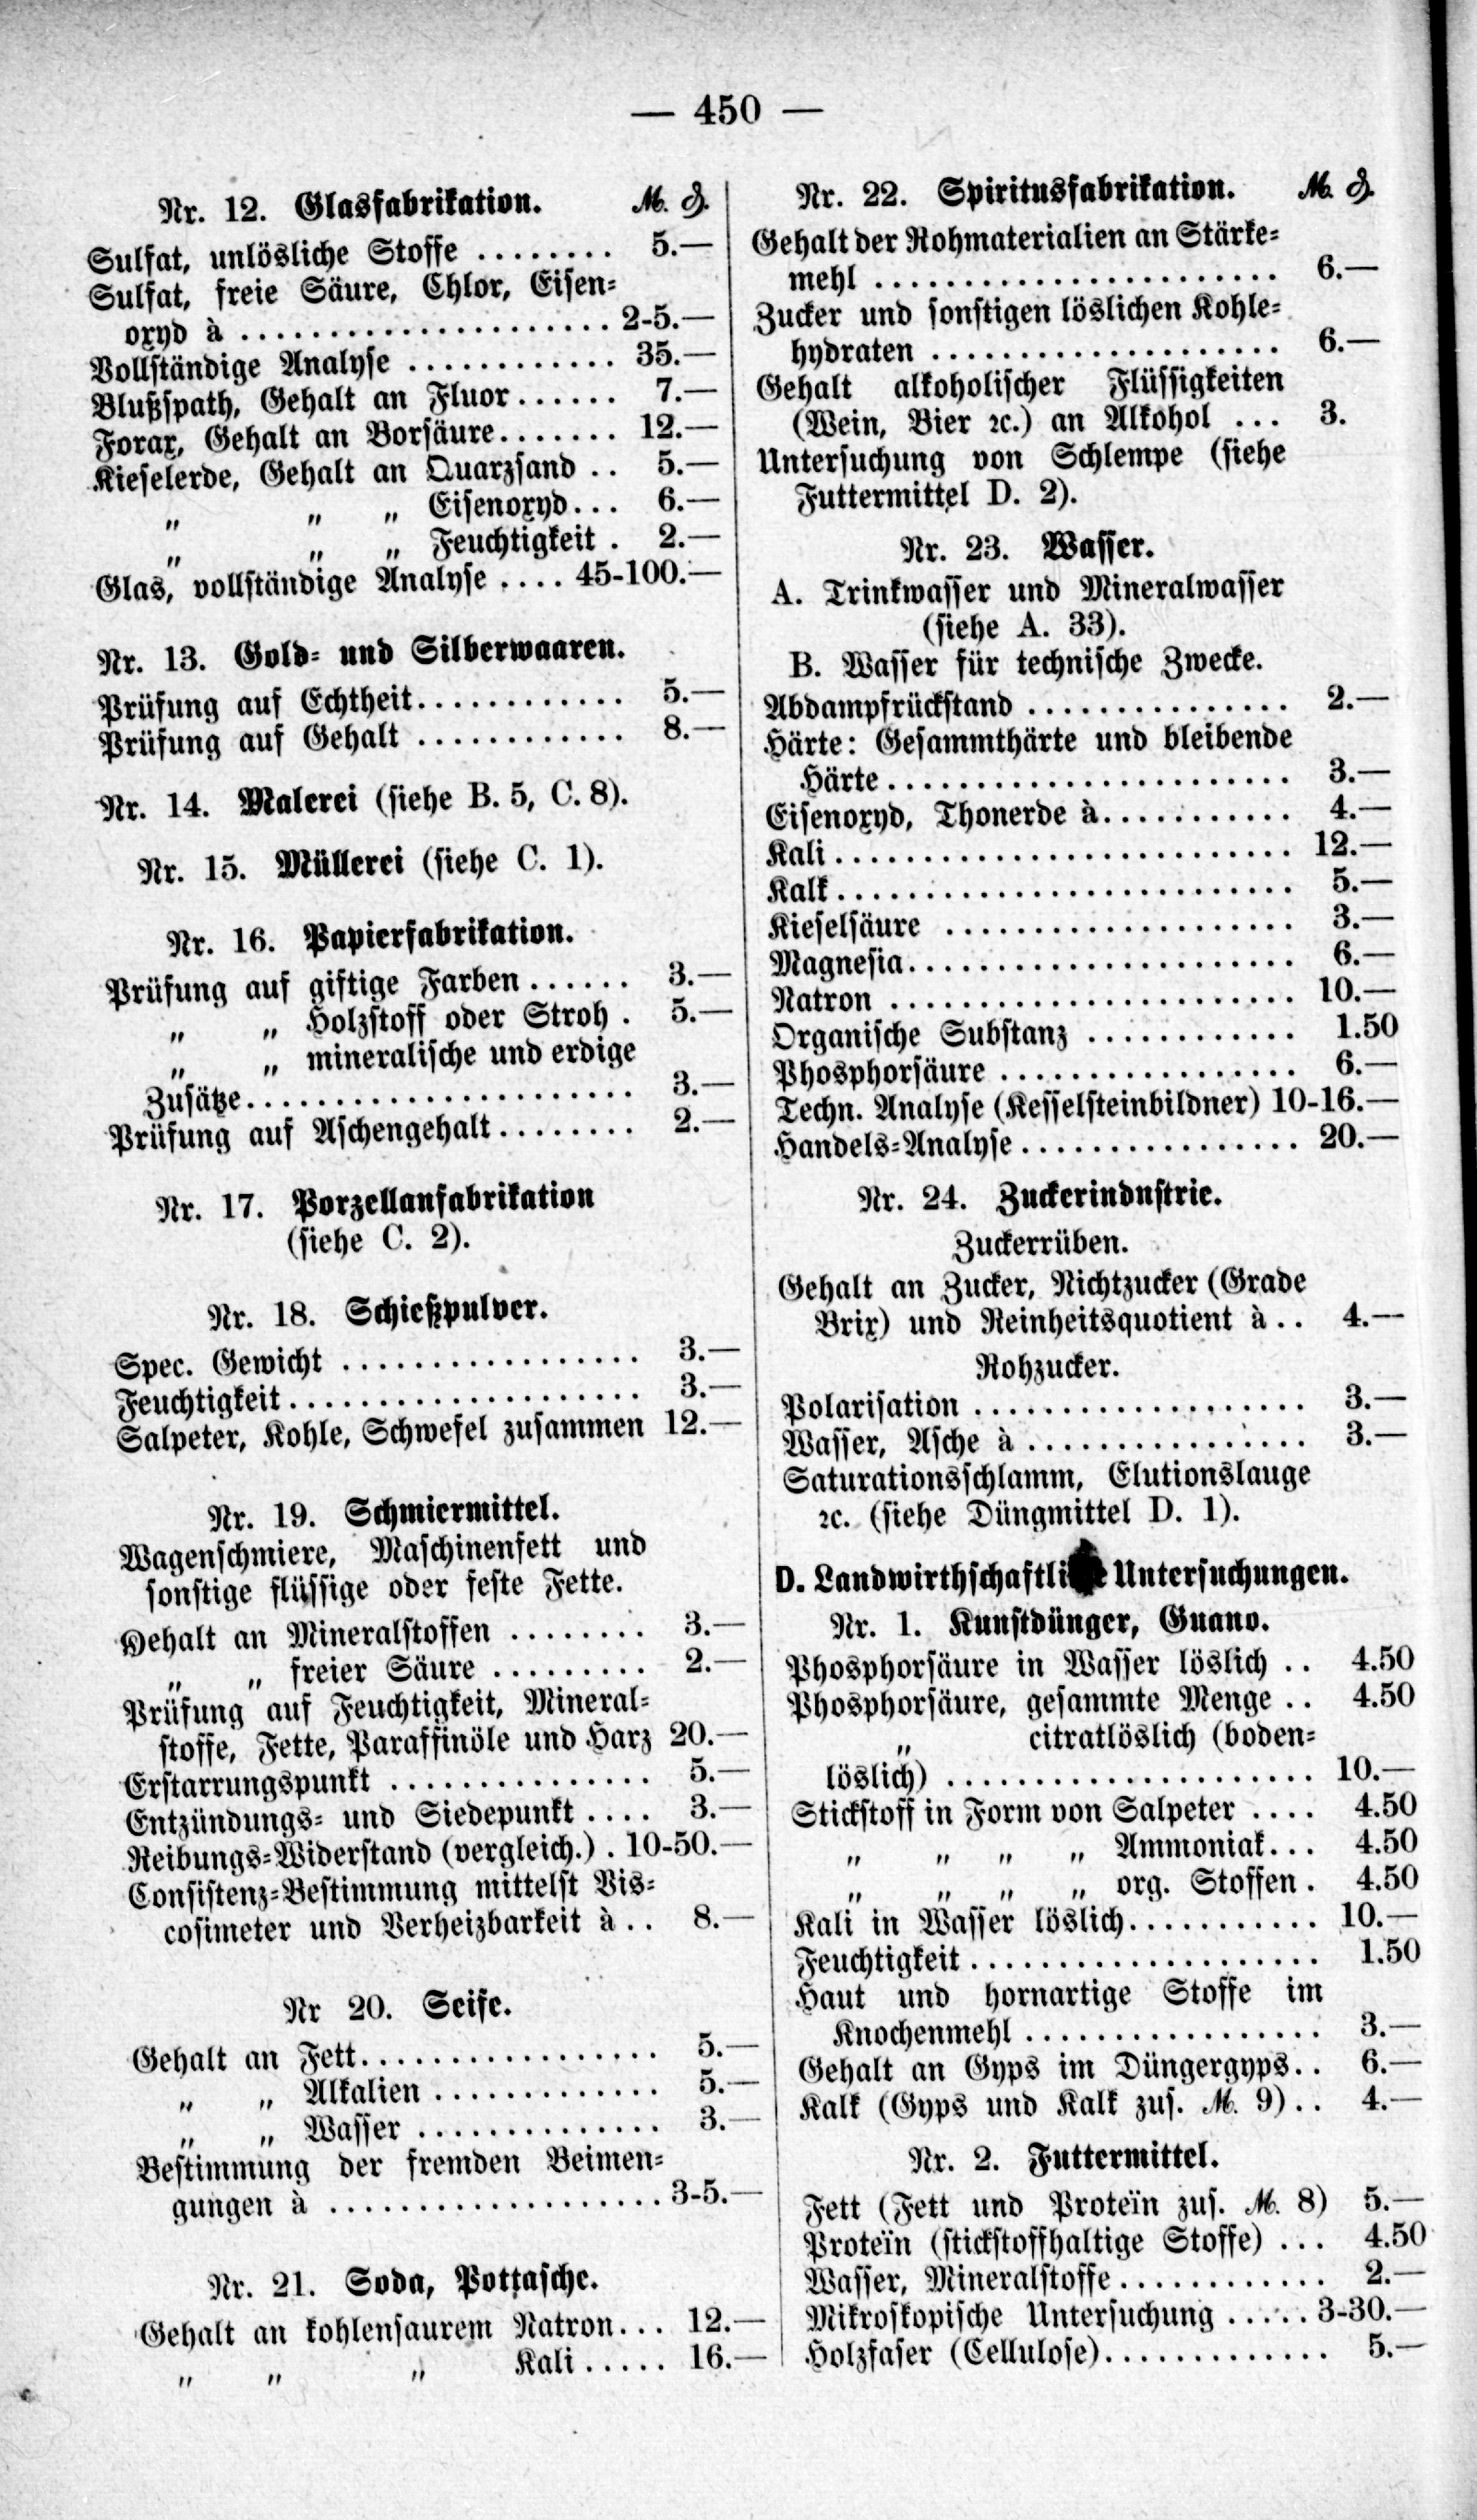 — 450 —
Nr. 12. Glasfabrikation. M. ₰.
Sulfat, unlösliche Stoffe ........ 5.—
Sulfat, freie Säure, Chlor, Eisen-
oxyd à ..................... 2-5.—
Vollständige Analyse ............ 35.—
Blußspath, Gehalt an Fluor...... 7.—
Forax, Gehalt an Borsäure....... 12.—
Kieselerde, Gehalt an Quarzsand .. 5.—
„ „ „ Eisenoxyd... 6.—
„ „ „ Feuchtigkeit . 2.—
Glas, vollständige Analyse .... 45-100.—
Nr. 13. Gold- und Silberwaaren.
Prüfung auf Echtheit............ 5.—
Prüfung auf Gehalt ............ 8.—
Nr. 14. Malerei (siehe B. 5, C. 8).
Nr. 15. Müllerei (siehe C. 1).
Nr. 16. Papierfabrikation.
Prüfung auf giftige Farben...... 3.—
„ „ Holzstoff oder Stroh . 5.—
„ „ mineralische und erdige
Zusätze...................... 3.—
Prüfung auf Aschengehalt........ 2.—
Nr. 17. Porzellanfabrikation
(siehe C. 2).
Nr. 18. Schießpulver.
Spec. Gewicht ................. 3.—
Feuchtigkeit.................... 3.—
Salpeter, Kohle, Schwefel zusammen 12.—
Nr. 19. Schmiermittel.
Wagenschmiere, Maschinenfett und
sonstige flüssige oder feste Fette.
Gehalt an Mineralstoffen ........ 3.—
„ „ freier Säure ......... 2.—
Prüfung auf Feuchtigkeit, Mineral-
stoffe, Fette, Paraffinöle und Harz 20.—
Erstarrungspunkt ............... 5.—
Entzündungs- und Siedepunkt .... 3.—
Reibungs-Widerstand (vergleich.) . 10-50.—
Consistenz-Bestimmung mittelst Vis-
cosimeter und Verheizbarkeit à .. 8.—
Nr 20. Seife.
Gehalt an Fett................. 5.—
„ „ Alkalien ............. 5.—
„ „ Wasser .............. 3.—
Bestimmung der fremden Beimen-
gungen à ................... 3-5.—
Nr. 21. Soda, Pottasche.
Gehalt an kohlensaurem Natron... 12.—
„ „ „ Kali ..... 16.—
Nr. 22. Spiritusfabrikation. M. ₰.
Gehalt der Rohmaterialien an Stärke-
mehl ....................... 6.—
Zucker und sonstigen löslichen Kohle-
hydraten .................... 6.—
Gehalt alkoholischer Flüssigkeiten
(Wein, Bier ꝛc.) an Alkohol ... 3.
Untersuchung von Schlempe (siehe
Futtermittel D. 2).
Nr. 23. Wasser.
A. Trinkwasser und Mineralwasser
(siehe A. 33).
B. Wasser für technische Zwecke.
Abdampfrückstand ............... 2.—
Härte: Gesammthärte und bleibende
Härte....................... 3.—
Eisenoxyd, Thonerde à........... 4.—
Kali.......................... 12.—
Kalk.......................... 5.—
Kieselsäure .................... 3.—
Magnesia...................... 6.—
Natron ....................... 10.—
Organische Substanz ............ 1.50
Phosphorsäure ................. 6.—
Techn. Analyse (Kesselsteinbildner) 10-16.—
Handels-Analyse................ 20.—
Nr. 24. Zuckerindustrie.
Zuckerrüben.
Gehalt an Zucker, Nichtzucker (Grade
Brix) und Reinheitsquotient à .. 4.—
Rohzucker.
Polarisation ................... 3.—
Wasser, Asche à ................ 3.—
Saturationsschlamm, Elutionslauge
ꝛc. (siehe Düngmittel D. 1).
D. Landwirthschaftliche Untersuchungen.
Nr. 1. Kunstdünger, Guano.
Phosphorsäure in Wasser löslich .. 4.50
Phosphorsäure, gesammte Menge .. 4.50
„ citratlöslich (boden-
löslich) ..................... 10.—
Stickstoff in Form von Salpeter .... 4.50
„ „ „ „ Ammoniak... 4.50
„ „ „ „ org. Stoffen . 4.50
Kali in Wasser löslich........... 10.—
Feuchtigkeit.................... 1.50
Haut und hornartige Stoffe im
Knochenmehl ................. 3.—
Gehalt an Gyps im Düngergyps.. 6.—
Kalk (Gyps und Kalk zus. M. 9) .. 4.—
Nr. 2. Futtermittel.
Fett (Fett und Proteïn zus. M. 8) 5.—
Proteïn (stickstoffhaltige Stoffe) ... 4.50
Wasser, Mineralstoffe............ 2.—
Mikroskopische Untersuchung ..... 3-30.—
Holzfaser (Cellulose)............. 5.—